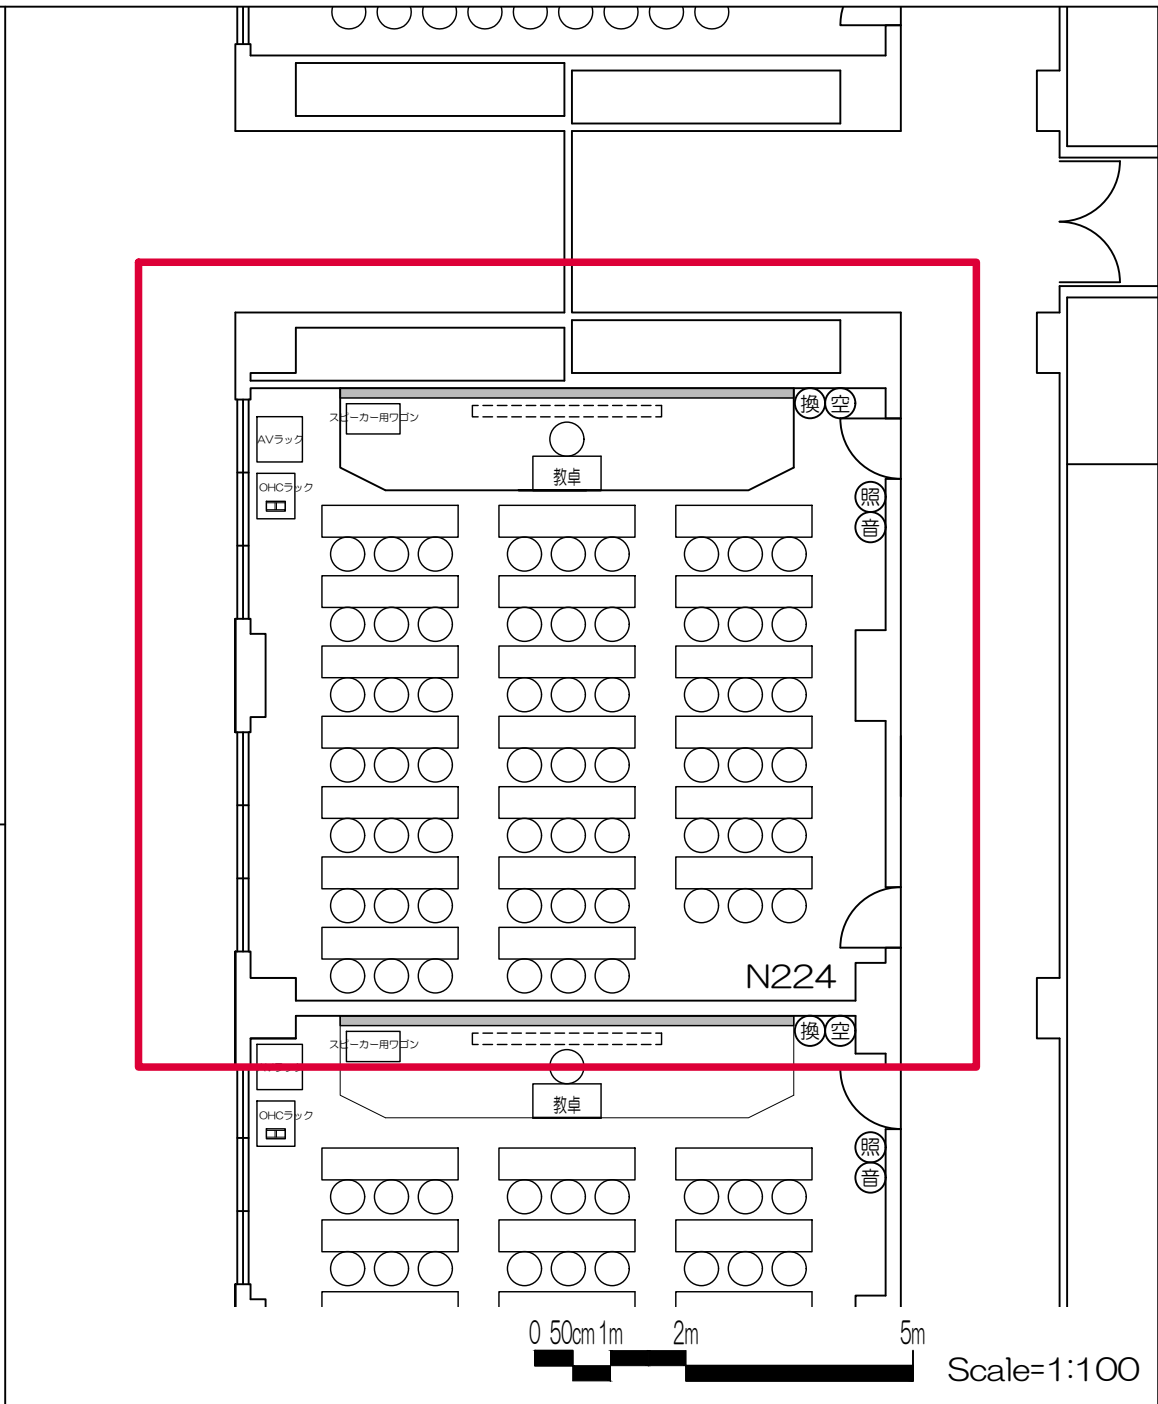 換 空
スピーカー用ワゴン
AVラック
教卓
OHCラック
照
音
N224
換 空
スピーカー用ワゴン
教卓
OHCラック
照
音
0 50cm 1m 2m 5m
Scale=1:100